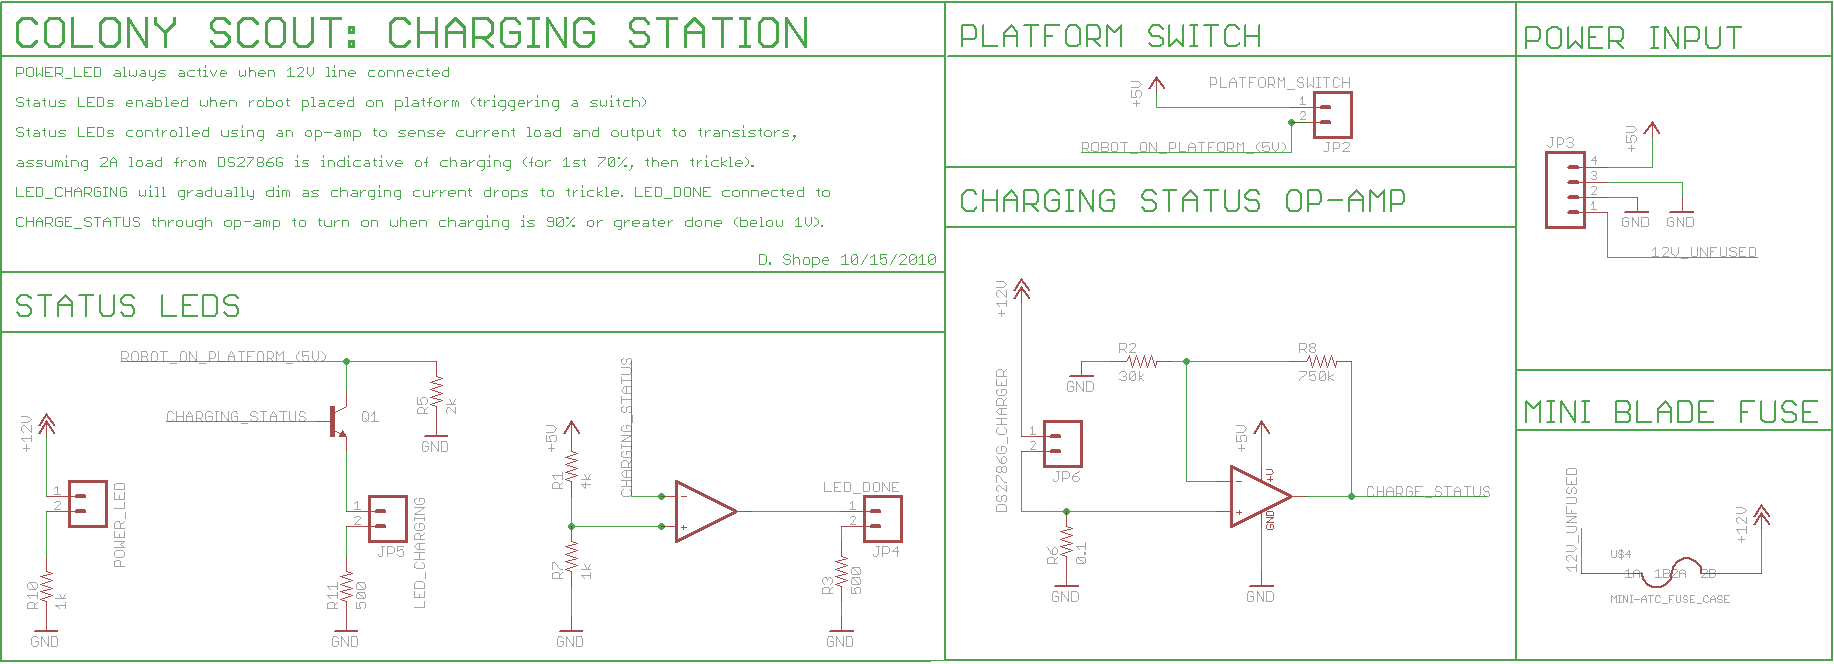 COLONY SCOUT: CHARGING STATION
POWER_LED always active when 12V line connected
Status LEDs enabled when robot placed on platform (triggering a switch)
Status LEDs controlled using an op-amp to sense current load and output to transistors,
assuming 2A load from DS2786G is indicative of charging (for 1st 70%, then trickle).
LED_CHARGING will gradually dim as charging current drops to trickle. LED_DONE connected to
CHARGE_STATUS through op-amp to turn on when charging is 90% or greater done (below 1V).
D. Shope 10/15/2010
STATUS LEDS
ROBOT_ON_PLATFORM_(5V)
CHARGING_STATUS
Q1
R5
2k
GND
+12V
1
2
POWER_LED
R10
1k
GND
1
2
JP5
LED_CHARGING
R11
500
GND
CHARGING_STATUS
+5V
R1
4k
R7
1k
GND
-
+
LED_DONE
1
2
JP4
R3
500
GND
PLATFORM SWITCH
+5V
PLATFORM_SWITCH
1
2
JP2
ROBOT_ON_PLATFORM_(5V)
CHARGING STATUS OP-AMP
+12V
DS2786G_CHARGER
GND
R2
30k
R8
750k
1
2
JP6
+5V
-
+V
+
GND
CHARGE_STATUS
R6
0.1
GND
GND
POWER INPUT
JP3
4
3
2
1
+5V
GND
GND
12V_UNFUSED
MINI BLADE FUSE
12V_UNFUSED
U$4
1A
1B
2A
2B
MINI-ATC_FUSE_CASE
+12V